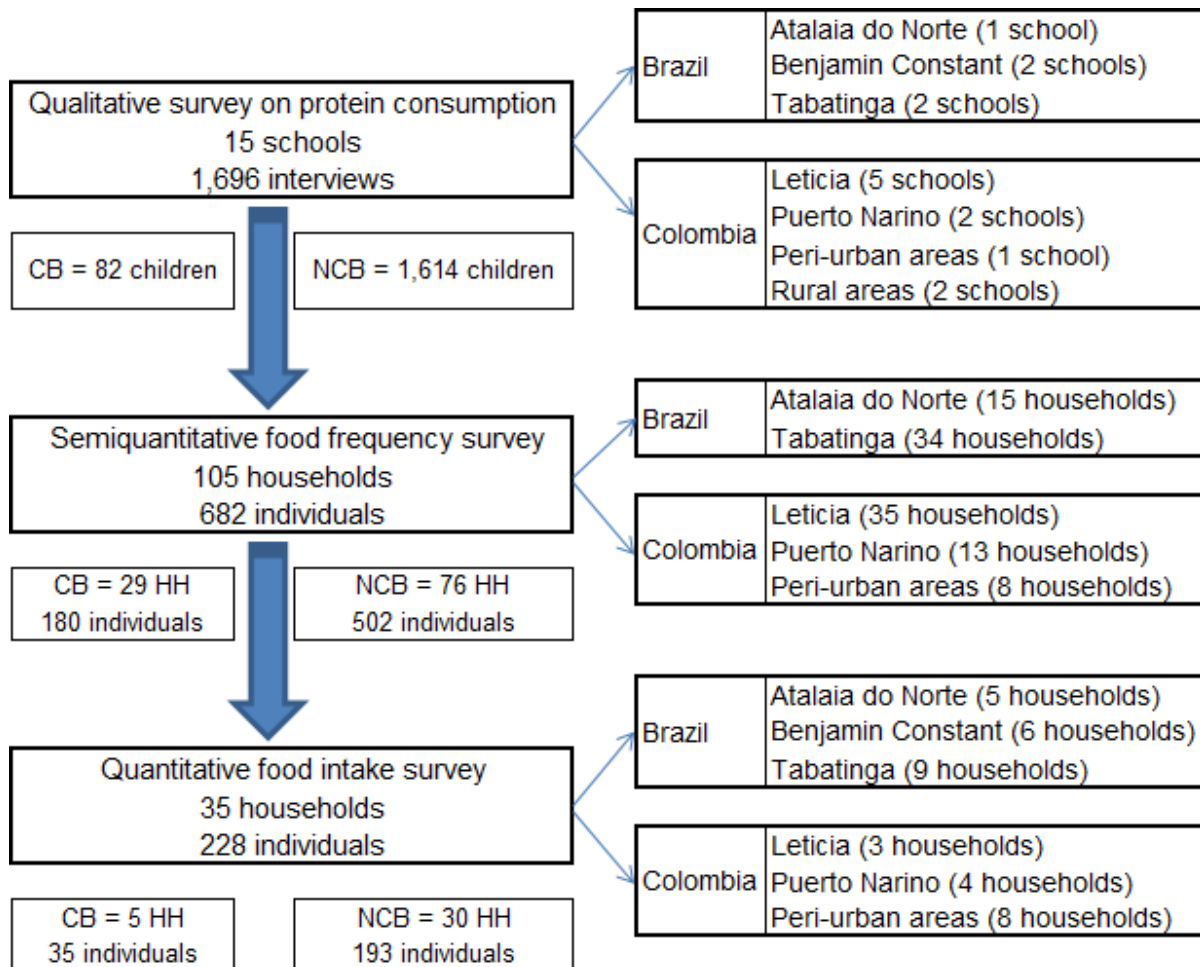 Qualitative survey on protein consumption
15 schools
1,696 interviews
Brazil
Atalaia do Norte (1 school)
Benjamin Constant (2 schools)
Tabatinga (2 schools)
Colombia
Leticia (5 schools)
Puerto Narino (2 schools)
Peri-urban areas (1 school)
Rural areas (2 schools)
CB = 82 children
NCB = 1,614 children
Semiquantitative food frequency survey
105 households
682 individuals
Brazil
Atalaia do Norte (15 households)
Tabatinga (34 households)
Colombia
Leticia (35 households)
Puerto Narino (13 households)
Peri-urban areas (8 households)
CB = 29 HH
180 individuals
NCB = 76 HH
502 individuals
Quantitative food intake survey
35 households
228 individuals
Brazil
Atalaia do Norte (5 households)
Benjamin Constant (6 households)
Tabatinga (9 households)
Colombia
Leticia (3 households)
Puerto Narino (4 households)
Peri-urban areas (8 households)
CB = 5 HH
35 individuals
NCB = 30 HH
193 individuals